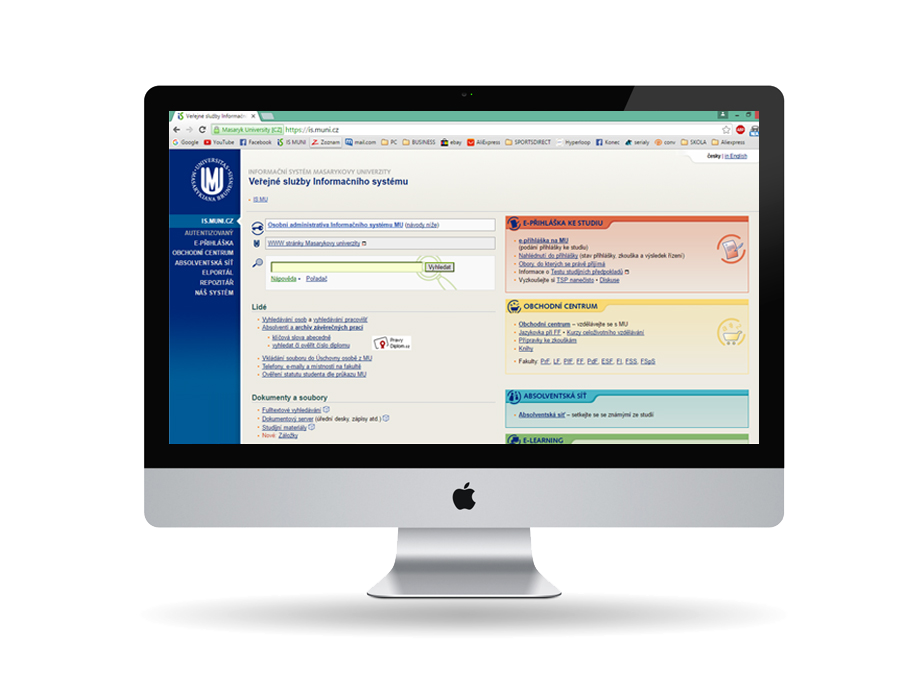 Veřejné služby Informač
Masaryk University [CZ] https://is.muni.cz
Google YouTube Facebook IS MUNI Zoznam mail.com PC BUSINESS ebay AliExpress SPORTSDIRECT Hyperloop Koniec serialy conv SKOLA Aliexpress
česky | in English
UNIVERSITAS MASARYKIANA BRUNENSIS
INFORMAČNÍ SYSTÉM MASARYKOVY UNIVERZITY
Veřejné služby Informačního systému
IS MU
IS.MUNI.CZ
AUTENTIZOVANÝ
E-PŘIHLÁŠKA
OBCHODNÍ CENTRUM
ABSOLVENTSKÁ SÍŤ
ELPORTÁL
REPOZITÁŘ
NÁŠ SYSTÉM
Osobní administrativa Informačního systému MU (návody níže)
WWW stránky Masarykovy univerzity
Vyhledat
Nápověda Pořadač
Lidé
Vyhledávání osob a vyhledávání pracovišť
Absolventi a archiv závěrečných prací
klíčová slova abecedně
vyhledat či ověřit číslo diplomu
Pravý
Diplom.cz
Vkládání souboru do Úschovny osobě z MU
Telefony, e-maily a místnosti na fakultě
Ověření statutu studenta dle průkazu MU
Dokumenty a soubory
Fulltextové vyhledávání
Dokumentový server (úřední desky, zápisy atd.)
Studijní materiály
Nové: Záložky
E-PŘIHLÁŠKA KE STUDIU
e-přihláška na MU
(podání přihlášky ke studiu)
Nahlédnutí do přihlášky (stav přihlášky, zkouška a výsledek řízení)
Obory, do kterých se právě přijímá
Informace o Testu studijních předpokladů
Vyzkoušejte si TSP nanečisto • Diskuse
OBCHODNÍ CENTRUM
Obchodní centrum – vzdělávejte se s MU
Jazykovka při FF • Kurzy celoživotního vzdělávání
Přípravky ke zkouškám
Knihy
Fakulty: PrF, LF, PřF, FF, PdF, ESF, FI, FSS, FSpS
ABSOLVENTSKÁ SÍŤ
Absolventská síť – setkejte se se známými ze studií
E-LEARNING